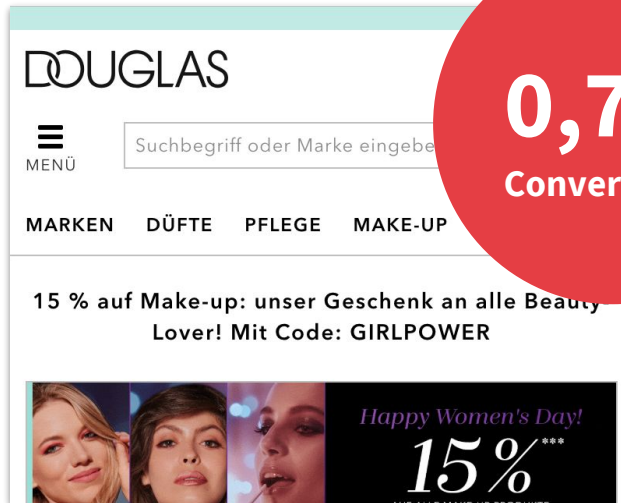 DOUGLAS
0,7
Conver
MENÜ
Suchbegriff oder Marke eingebe
MARKEN DÜFTE PFLEGE MAKE-UP
15 % auf Make-up: unser Geschenk an alle Beauty
Lover! Mit Code: GIRLPOWER
Happy Women's Day!
15%***